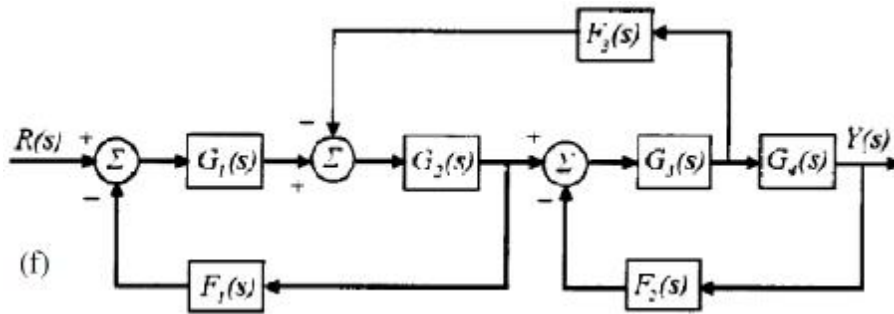 F₃(s)
R(s) + Σ G₁(s) − + Σ G₂(s) + Σ G₃(s) G₄(s) Y(s)
− −
(f) F₁(s) F₂(s)